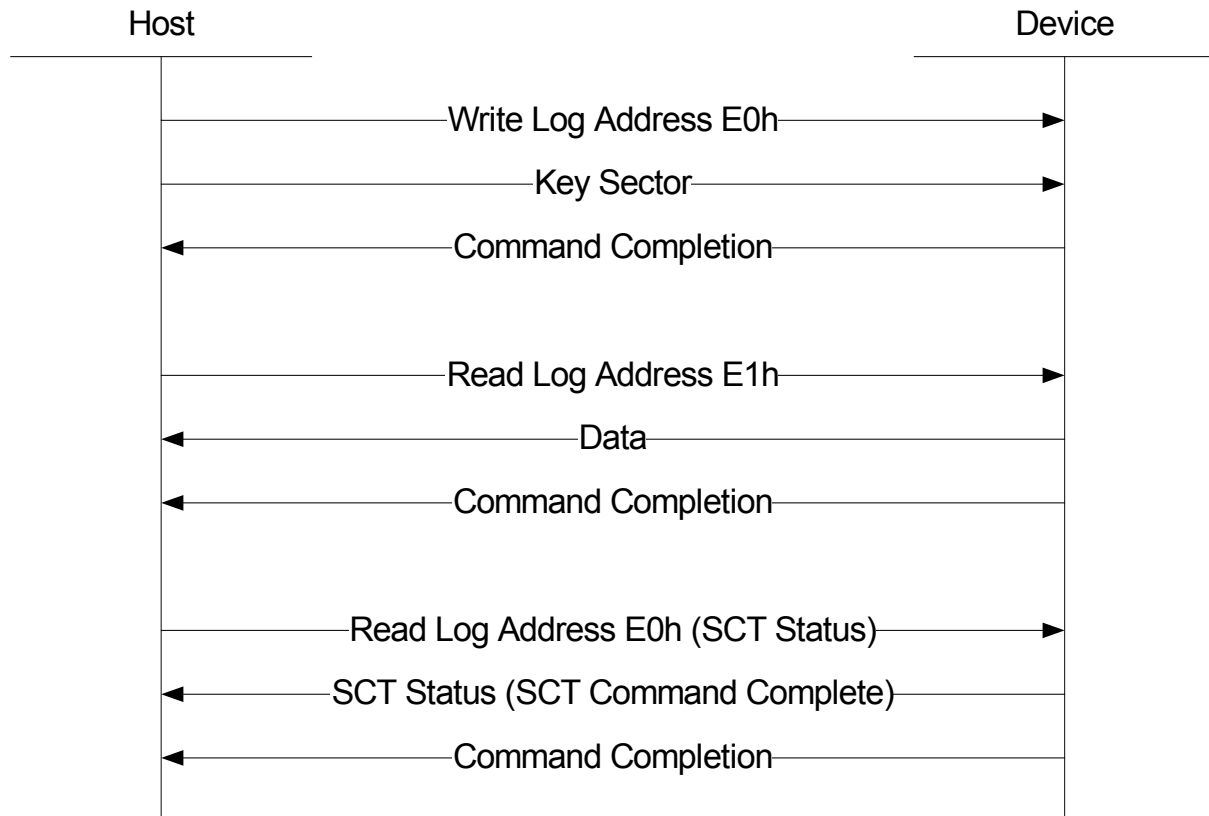 Host Device
Write Log Address E0h
Key Sector
Command Completion
Read Log Address E1h
Data
Command Completion
Read Log Address E0h (SCT Status)
SCT Status (SCT Command Complete)
Command Completion